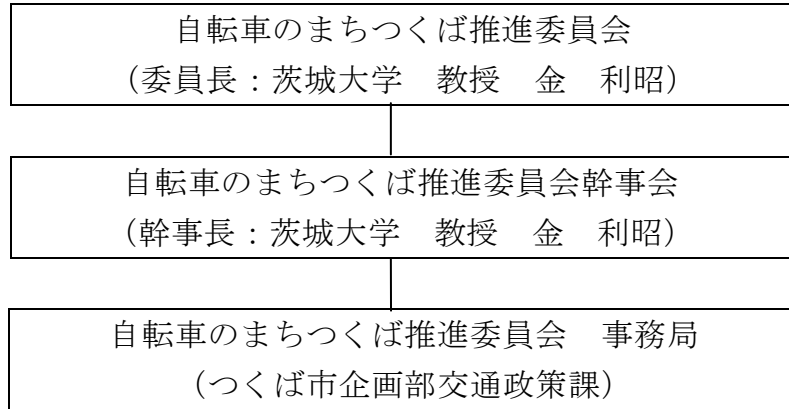 自転車のまちつくば推進委員会
（委員長：茨城大学　教授　金　利昭）
自転車のまちつくば推進委員会幹事会
（幹事長：茨城大学　教授　金　利昭）
自転車のまちつくば推進委員会　事務局
（つくば市企画部交通政策課）